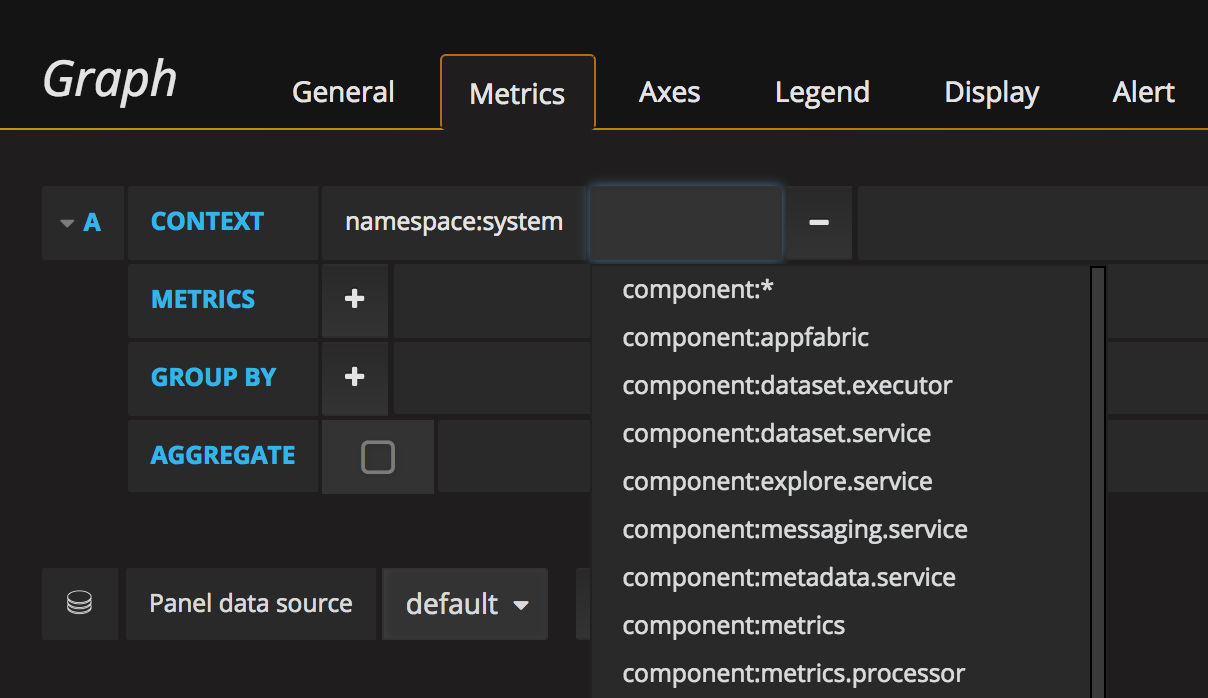 Graph General Metrics Axes Legend Display Alert
A CONTEXT namespace:system
component:*
METRICS
component:appfabric
GROUP BY
component:dataset.executor
component:dataset.service
AGGREGATE
component:explore.service
component:messaging.service
component:metadata.service
Panel data source default
component:metrics
component:metrics.processor